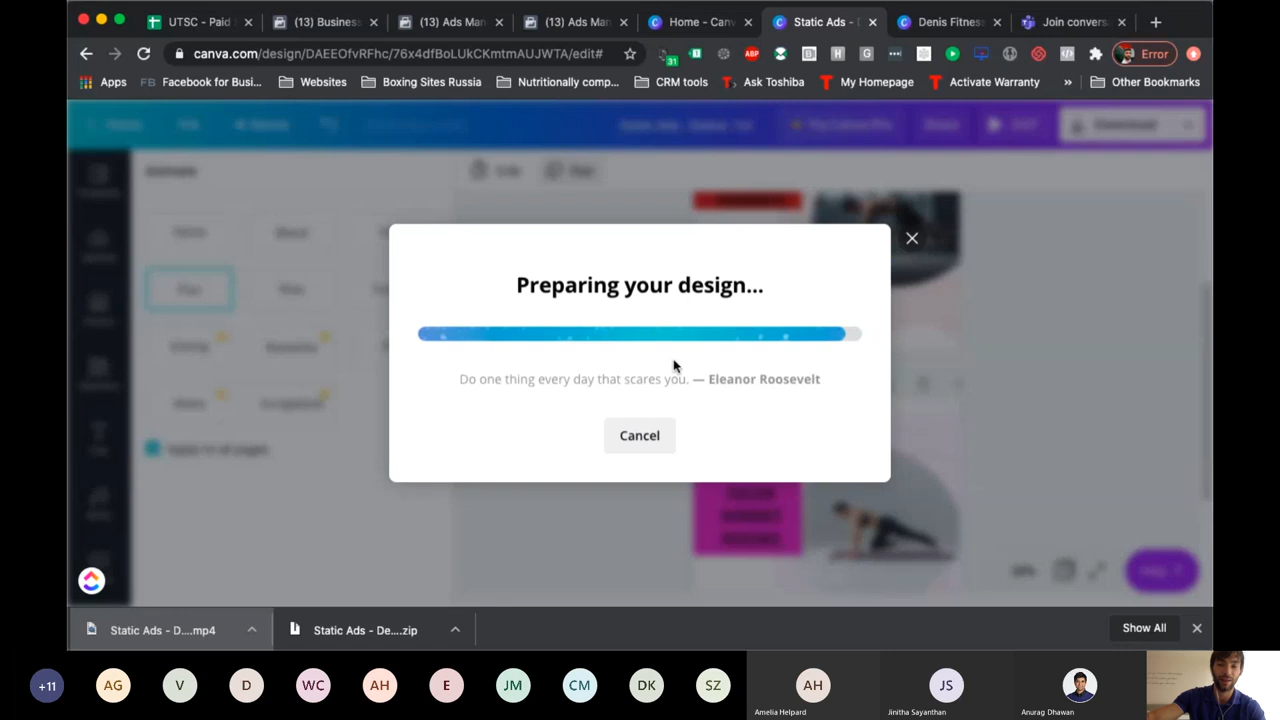 UTSC - Paid
(13) Business
(13) Ads Man
(13) Ads Man
Home - Canv
Static Ads -
Denis Fitness
Join convers
canva.com/design/DAEEOfvRFhc/76x4dfBoLUkCKmtmAUJWTA/edit#
31
ABP
H
G
Error
Apps
FB
Facebook for Busi...
Websites
Boxing Sites Russia
Nutritionally comp...
CRM tools
Ask Toshiba
My Homepage
Activate Warranty
»
Other Bookmarks
Preparing your design...
Do one thing every day that scares you. — Eleanor Roosevelt
Cancel
Static Ads - D....mp4
Static Ads - De....zip
Show All
+11
AG
V
D
WC
AH
E
JM
CM
DK
SZ
AH
Amelia Helpard
JS
Jinitha Sayanthan
Anurag Dhawan